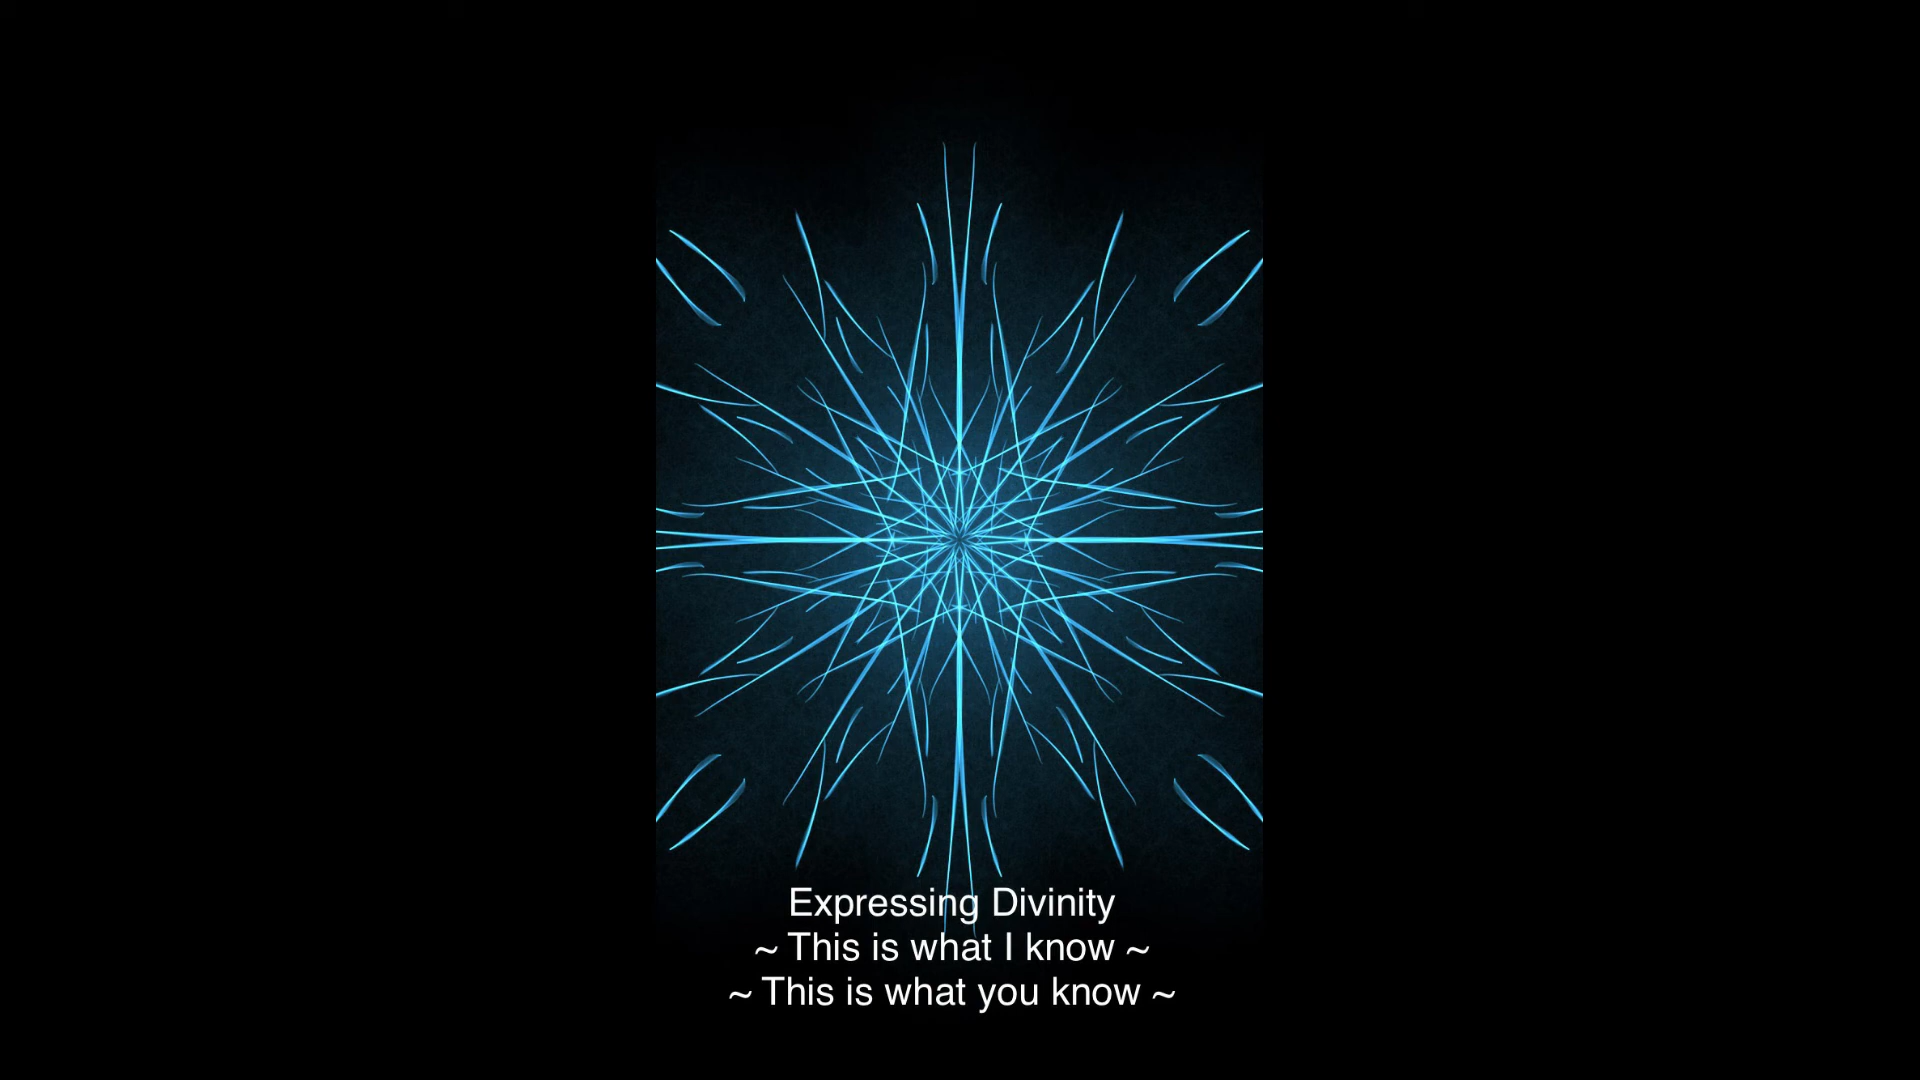 Expressing Divinity
~ This is what I know ~
~ This is what you know ~